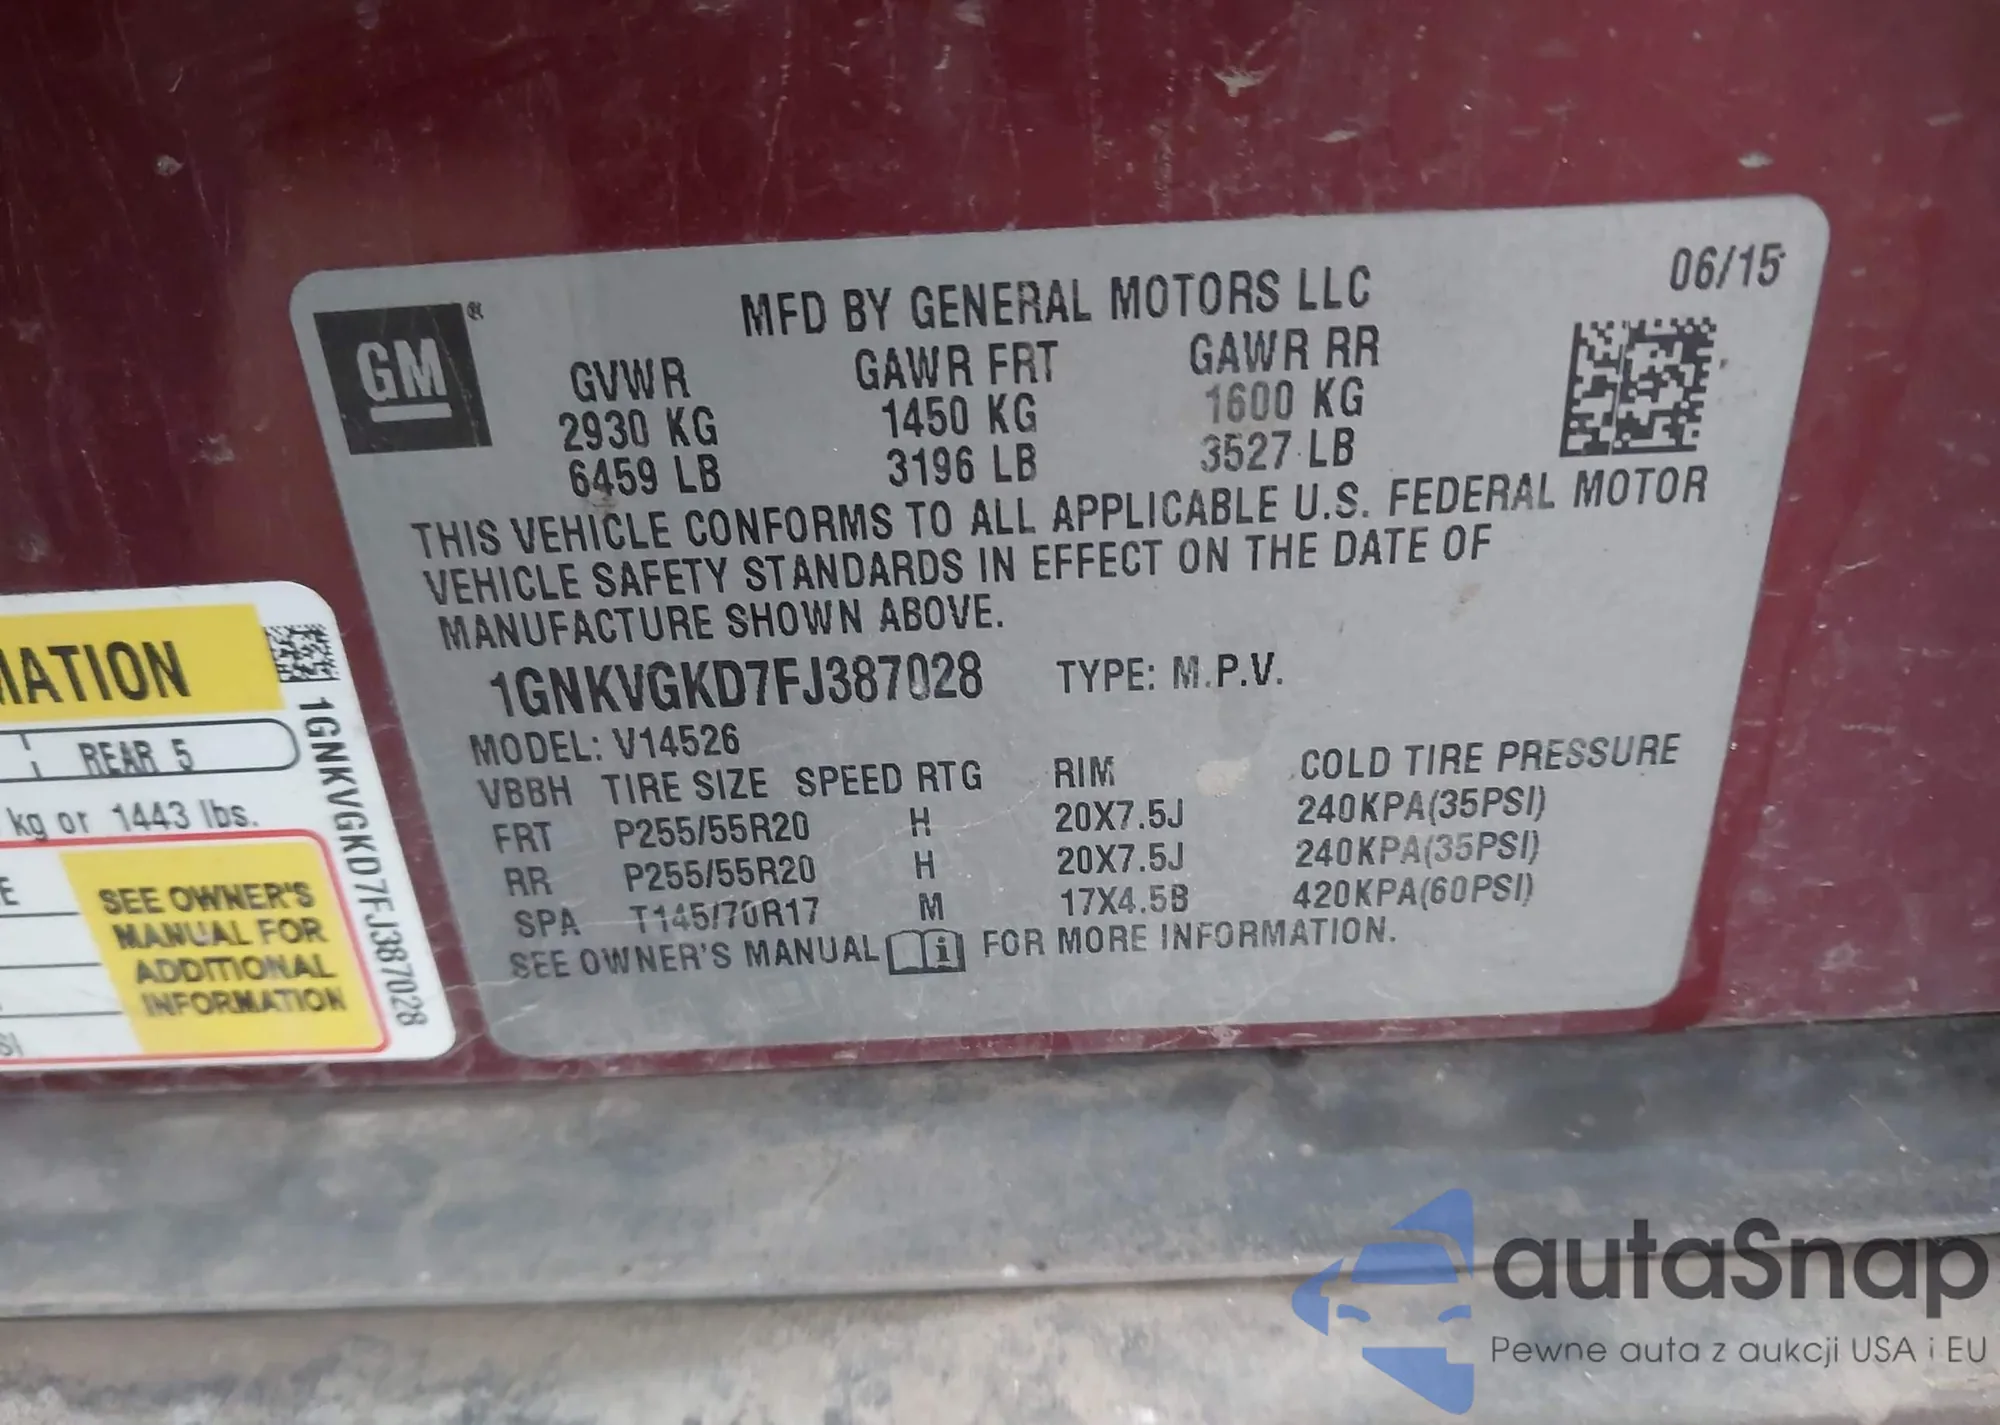 GM
®
MFD BY GENERAL MOTORS LLC
06/15
GVWR GAWR FRT GAWR RR
2930 KG 1450 KG 1600 KG
6459 LB 3196 LB 3527 LB
THIS VEHICLE CONFORMS TO ALL APPLICABLE U.S. FEDERAL MOTOR
VEHICLE SAFETY STANDARDS IN EFFECT ON THE DATE OF
MANUFACTURE SHOWN ABOVE.
1GNKVGKD7FJ387028 TYPE: M.P.V.
MODEL: V14526
VBBH TIRE SIZE SPEED RTG RIM COLD TIRE PRESSURE
FRT P255/55R20 H 20X7.5J 240KPA(35PSI)
RR P255/55R20 H 20X7.5J 240KPA(35PSI)
SPA T145/70R17 M 17X4.5B 420KPA(60PSI)
SEE OWNER'S MANUAL i FOR MORE INFORMATION.
MATION
REAR 5
kg or 1443 lbs.
E
SEE OWNER'S
MANUAL FOR
ADDITIONAL
INFORMATION
SI
1GNKVGKD7FJ387028
autaSnap
Pewne auta z aukcji USA i EU